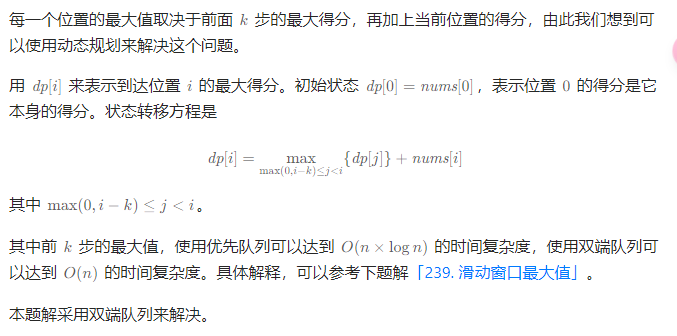 每一个位置的最大值取决于前面 k 步的最大得分，再加上当前位置的得分，由此我们想到可
以使用动态规划来解决这个问题。
用 dp[i] 来表示到达位置 i 的最大得分。初始状态 dp[0] = nums[0]，表示位置 0 的得分是它
本身的得分。状态转移方程是
dp[i] = max {dp[j]} + nums[i]
max(0,i−k)≤j<i
其中 max(0, i − k) ≤ j < i。
其中前 k 步的最大值，使用优先队列可以达到 O(n × log n) 的时间复杂度，使用双端队列可
以达到 O(n) 的时间复杂度。具体解释，可以参考下题解「239. 滑动窗口最大值」。
本题解采用双端队列来解决。